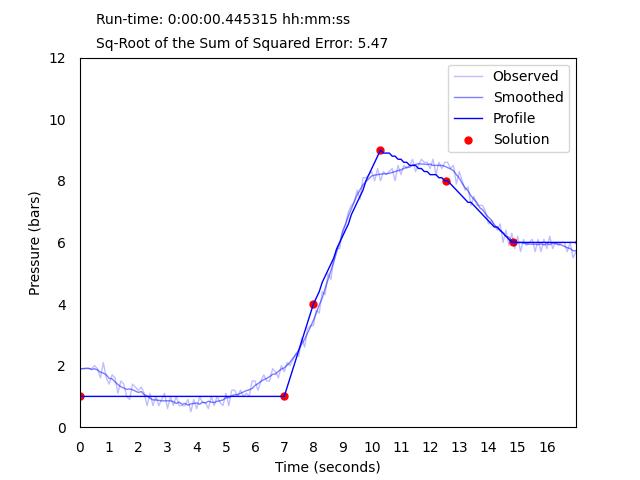 Run-time: 0:00:00.445315 hh:mm:ss
Sq-Root of the Sum of Squared Error: 5.47
Observed
Smoothed
Profile
Solution
12
10
8
6
4
2
0
Pressure (bars)
0 1 2 3 4 5 6 7 8 9 10 11 12 13 14 15 16
Time (seconds)